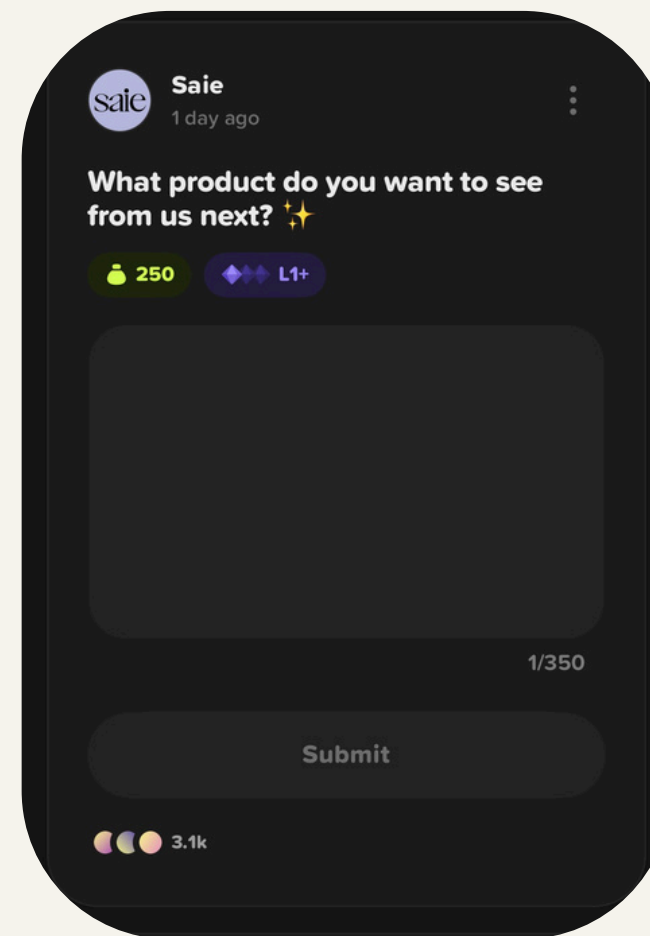 saie
Saie
1 day ago
What product do you want to see
from us next? ✨
250
L1+
1/350
Submit
3.1k